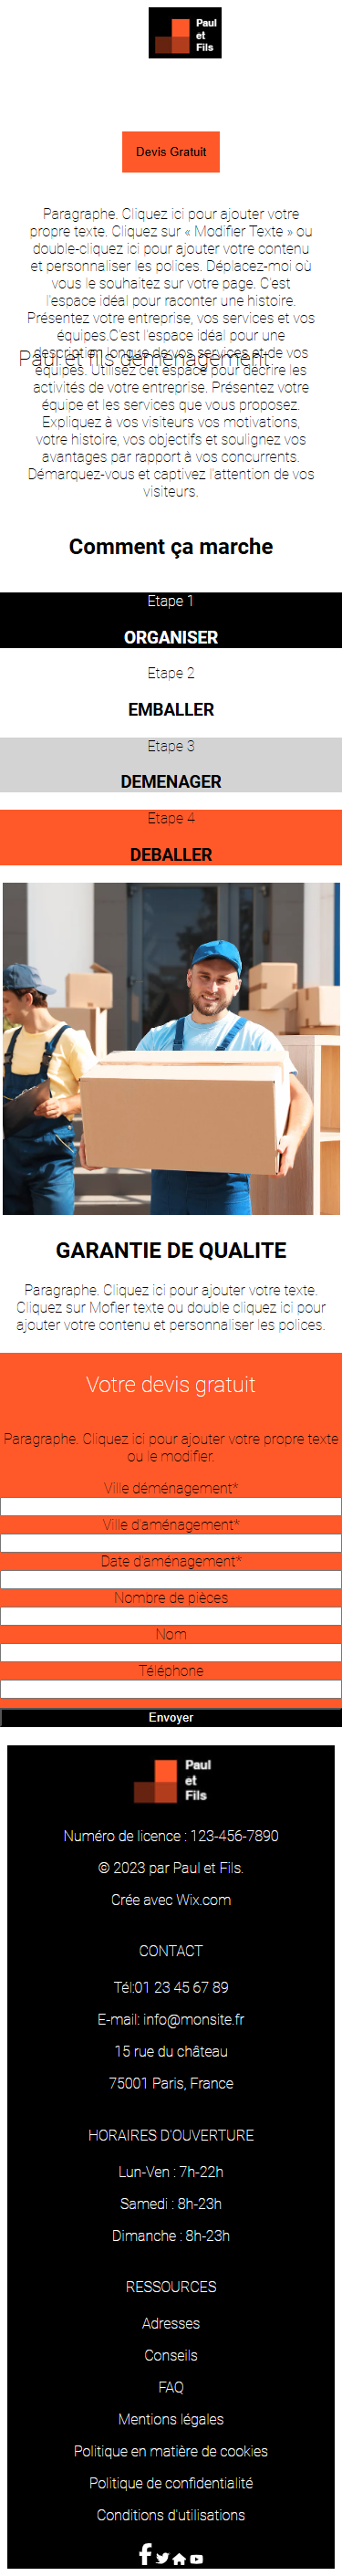 Paul
et
Fils
Devis Gratuit
Paragraphe. Cliquez ici pour ajouter votre
propre texte. Cliquez sur « Modifier Texte » ou
double-cliquez ici pour ajouter votre contenu
et personnaliser les polices. Déplacez-moi où
vous le souhaitez sur votre page. C'est
l'espace idéal pour raconter une histoire.
Présentez votre entreprise, vos services et vos
équipes.C'est l'espace idéal pour une
description longue de vos services et de vos
Paul et fils déménagement
équipes. Utilisez cet espace pour décrire les
activités de votre entreprise. Présentez votre
équipe et les services que vous proposez.
Expliquez à vos visiteurs vos motivations,
votre histoire, vos objectifs et soulignez vos
avantages par rapport à vos concurrents.
Démarquez-vous et captivez l'attention de vos
visiteurs.
Comment ça marche
Etape 1
ORGANISER
Etape 2
EMBALLER
Etape 3
DEMENAGER
Etape 4
DEBALLER
GARANTIE DE QUALITE
Paragraphe. Cliquez ici pour ajouter votre texte.
Cliquez sur Mofier texte ou double cliquez ici pour
ajouter votre contenu et personnaliser les polices.
Votre devis gratuit
Paragraphe. Cliquez ici pour ajouter votre propre texte
ou le modifier.
Ville déménagement*
Ville d'aménagement*
Date d'aménagement*
Nombre de pièces
Nom
Téléphone
Envoyer
Paul
et
Fils
Numéro de licence : 123-456-7890
© 2023 par Paul et Fils.
Crée avec Wix.com
CONTACT
Tél:01 23 45 67 89
E-mail: info@monsite.fr
15 rue du château
75001 Paris, France
HORAIRES D'OUVERTURE
Lun-Ven : 7h-22h
Samedi : 8h-23h
Dimanche : 8h-23h
RESSOURCES
Adresses
Conseils
FAQ
Mentions légales
Politique en matière de cookies
Politique de confidentialité
Conditions d'utilisations